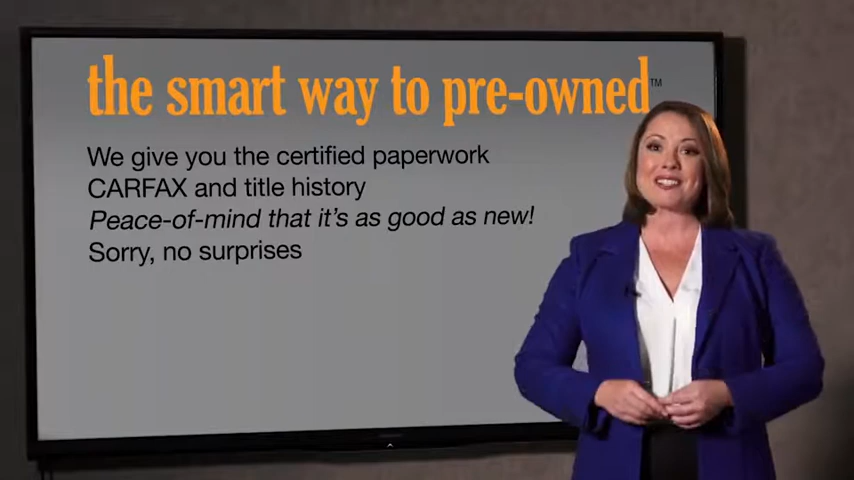 the smart way to pre-owned™
We give you the certified paperwork
CARFAX and title history
Peace-of-mind that it's as good as new!
Sorry, no surprises